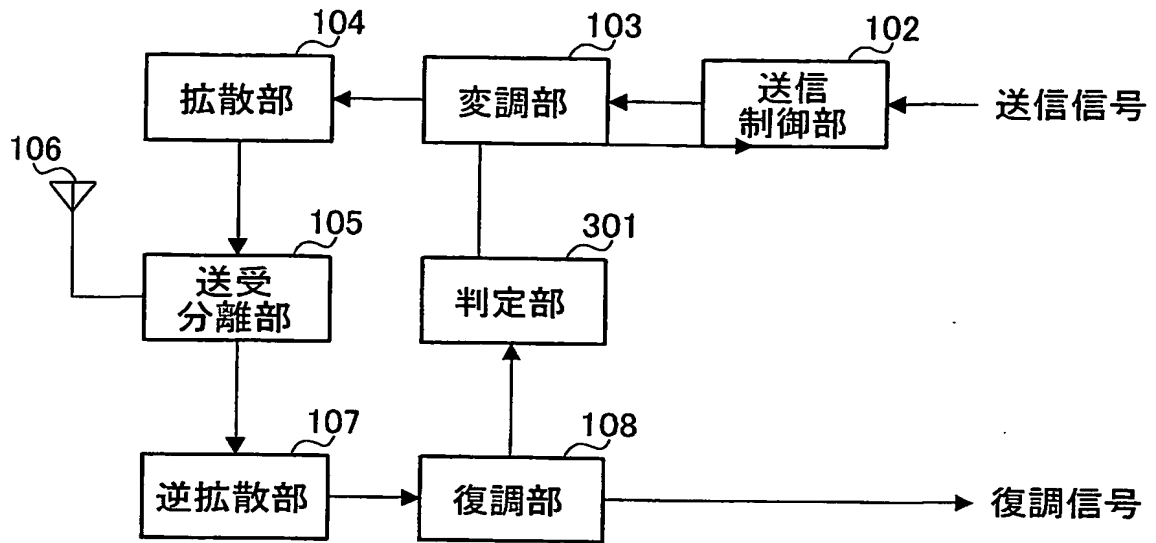 104
拡散部
103
変調部
102
送信
制御部
送信信号
106
105
送受
分離部
301
判定部
107
逆拡散部
108
復調部
復調信号